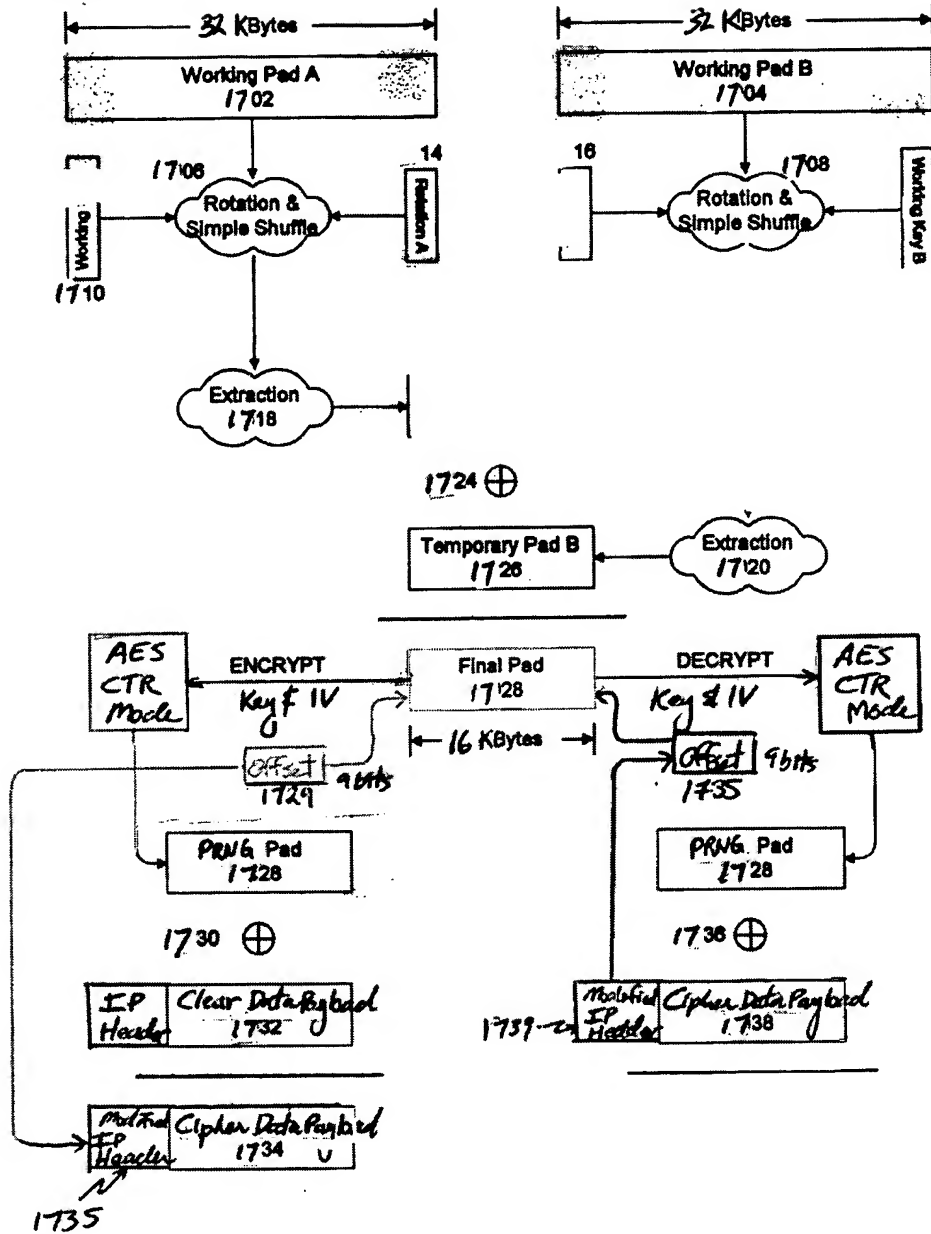 32 KBytes
32 KBytes
Working Pad A
1702
Working Pad B
1704
1706
14
16
1708
Rotation &
Simple Shuffle
Rotation &
Simple Shuffle
Working
Rotation A
Working Key B
1710
Extraction
1718
1724
Temporary Pad B
1726
Extraction
1720
AES
CTR
Mode
ENCRYPT
Key & IV
Final Pad
1728
DECRYPT
Key & IV
AES
CTR
Mode
16 KBytes
Offset
9 bits
1729
Offset
9 bits
1735
PRNG Pad
1728
PRNG Pad
1728
1730
1736
IP
Header
Clear Data Payload
1732
1739
Modified
IP
Header
Cipher Data Payload
1738
Modified
IP
Header
Cipher Data Payload
1734
1735